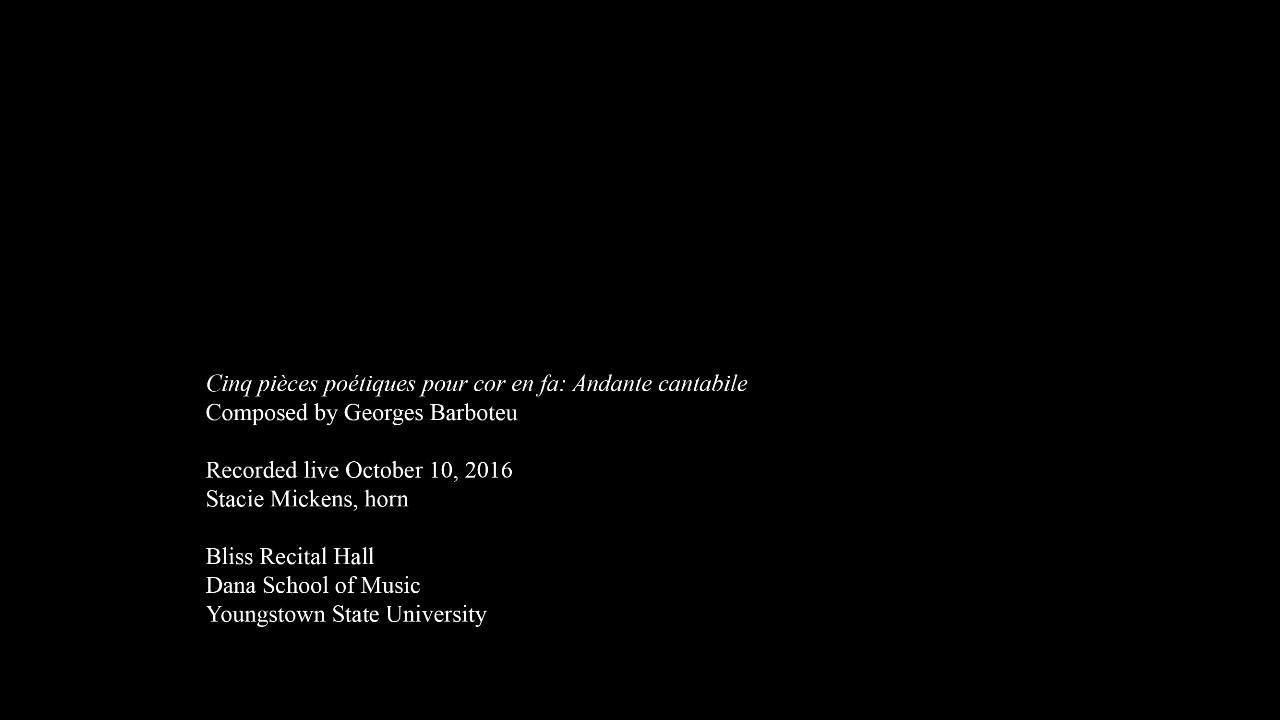 Cinq pièces poétiques pour cor en fa: Andante cantabile
Composed by Georges Barboteu
Recorded live October 10, 2016
Stacie Mickens, horn
Bliss Recital Hall
Dana School of Music
Youngstown State University